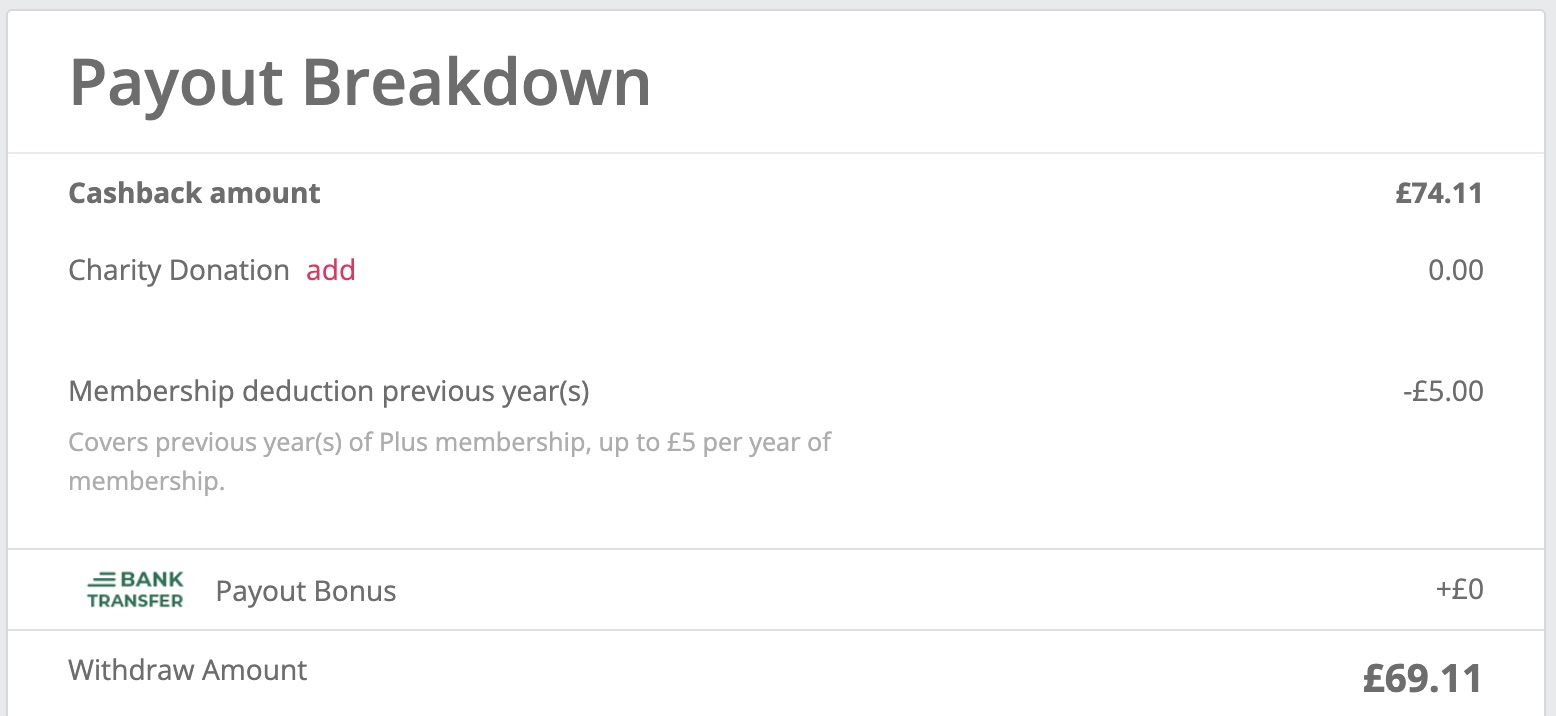 Payout Breakdown
Cashback amount £74.11
Charity Donation add 0.00
Membership deduction previous year(s) -£5.00
Covers previous year(s) of Plus membership, up to £5 per year of
membership.
BANK
TRANSFER
Payout Bonus +£0
Withdraw Amount £69.11